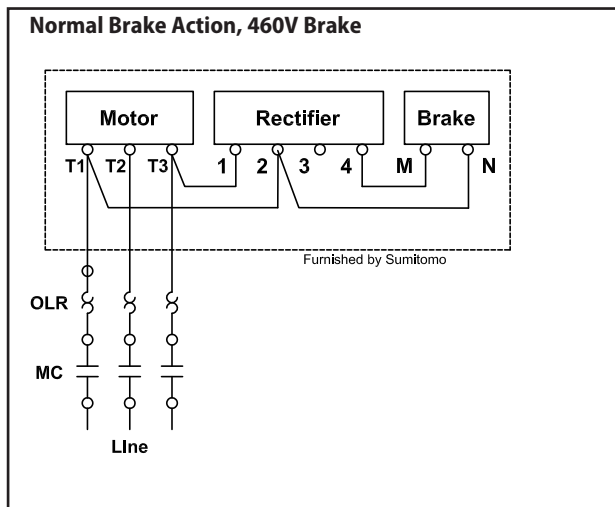 Normal Brake Action, 460V Brake
Motor Rectifier Brake
T1 T2 T3 1 2 3 4 M N
Furnished by Sumitomo
OLR
MC
LIne